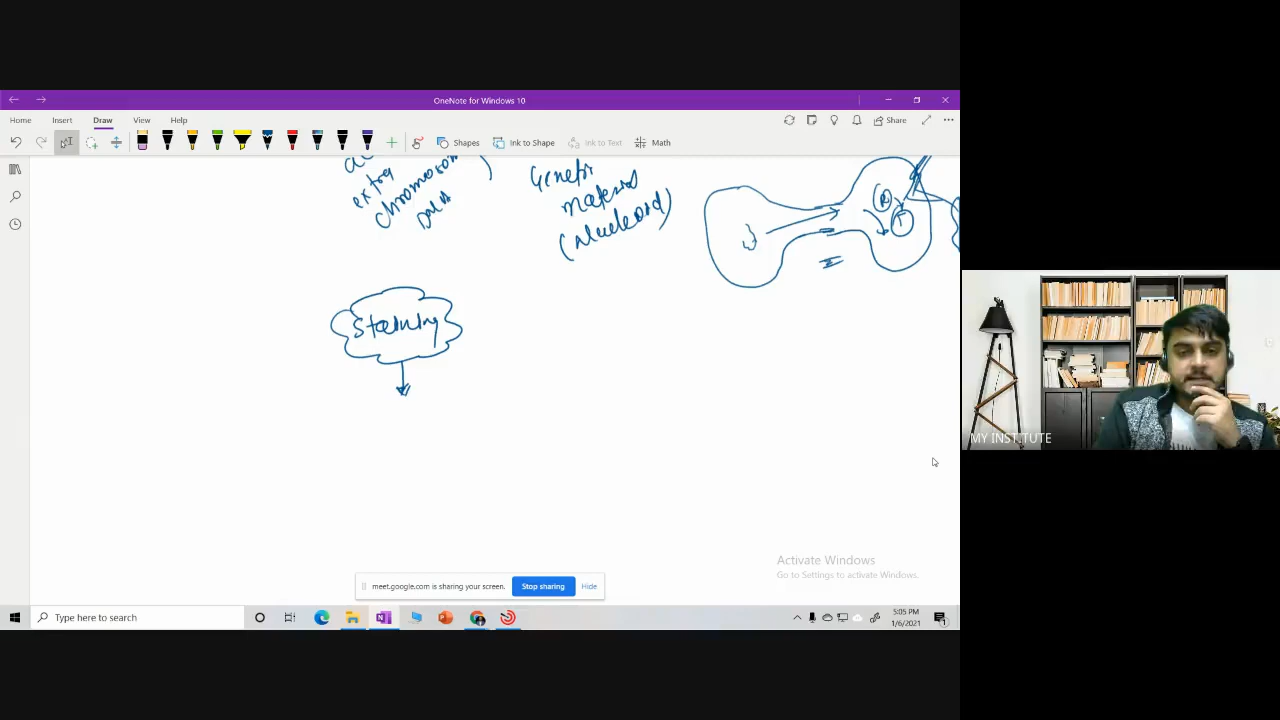 OneNote for Windows 10
Home Insert Draw View Help
Share
Shapes Ink to Shape Ink to Text Math
extra
chromosom
Genetic
material
(Nucleoid)
R
T
Staining
MY INSTITUTE
Activate Windows
Go to Settings to activate Windows.
meet.google.com is sharing your screen. Stop sharing Hide
Type here to search
5:05 PM
1/6/2021